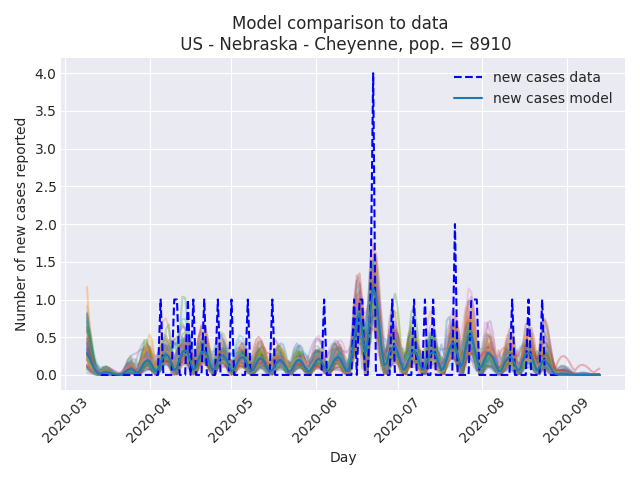 Model comparison to data
US - Nebraska - Cheyenne, pop. = 8910
new cases data
new cases model
Number of new cases reported
4.0
3.5
3.0
2.5
2.0
1.5
1.0
0.5
0.0
2020-03
2020-04
2020-05
2020-06
2020-07
2020-08
2020-09
Day